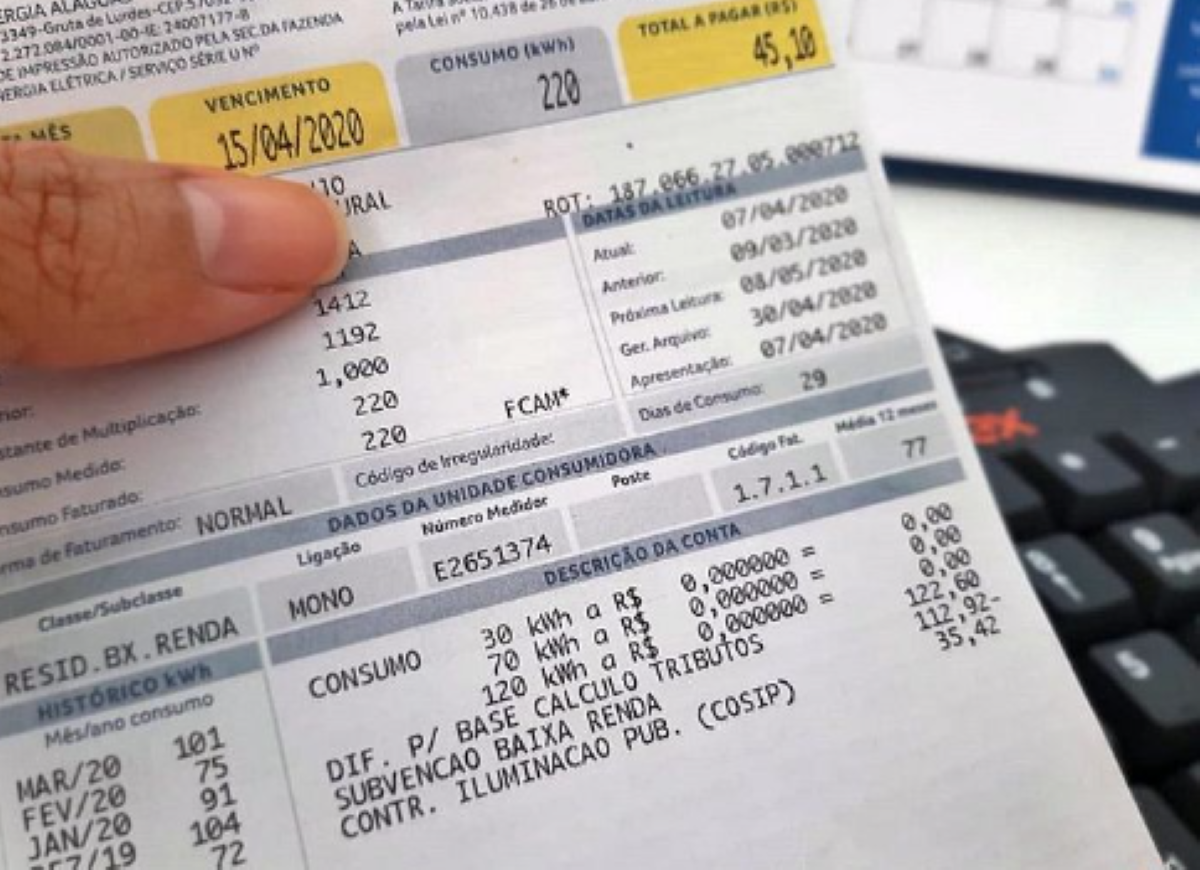 ERGIA ALAGOAS
3349-Gruta de Lurdes-CEP.
2.272.084/0001-00-IE: 24007177-8
DE IMPRESSÃO AUTORIZADO PELA SEC.DA FAZENDA
NERGIA ELÉTRICA / SERVIÇO SÉRIE U Nº
A Tarifa
pela Lei nº 10.438 de 26 de
MÊS
VENCIMENTO
15/04/2020
CONSUMO (kWh)
220
TOTAL A PAGAR (R$)
45,10
URAL
ROT: 187.066.27.05.000712
DATAS DA LEITURA
Atual: 07/04/2020
Anterior: 09/03/2020
Próxima Leitura: 08/05/2020
Ger. Arquivo: 30/04/2020
Apresentação: 07/04/2020
Dias de Consumo: 29
A
1412
rior: 1192
stante de Multiplicação: 1,000
nsumo Medido: 220 FCAM*
nsumo Faturado: 220
Código de Irregularidade:
rma de Faturamento: NORMAL
DADOS DA UNIDADE CONSUMIDORA
Classe/Subclasse Ligação Número Medidor Poste Código Fat. Média 12 meses
RESID.BX.RENDA MONO E2651374 1.7.1.1 77
HISTÓRICO kWh
Mês/ano consumo
MAR/20 101
FEV/20 75
JAN/20 91
DEZ/19 104
72
DESCRIÇÃO DA CONTA
CONSUMO 30 kWh a R$ 0,000000 = 0,00
70 kWh a R$ 0,000000 = 0,00
120 kWh a R$ 0,000000 = 0,00
DIF. P/ BASE CALCULO TRIBUTOS 122,60
SUBVENCAO BAIXA RENDA 112,92-
CONTR. ILUMINACAO PUB. (COSIP) 35,42